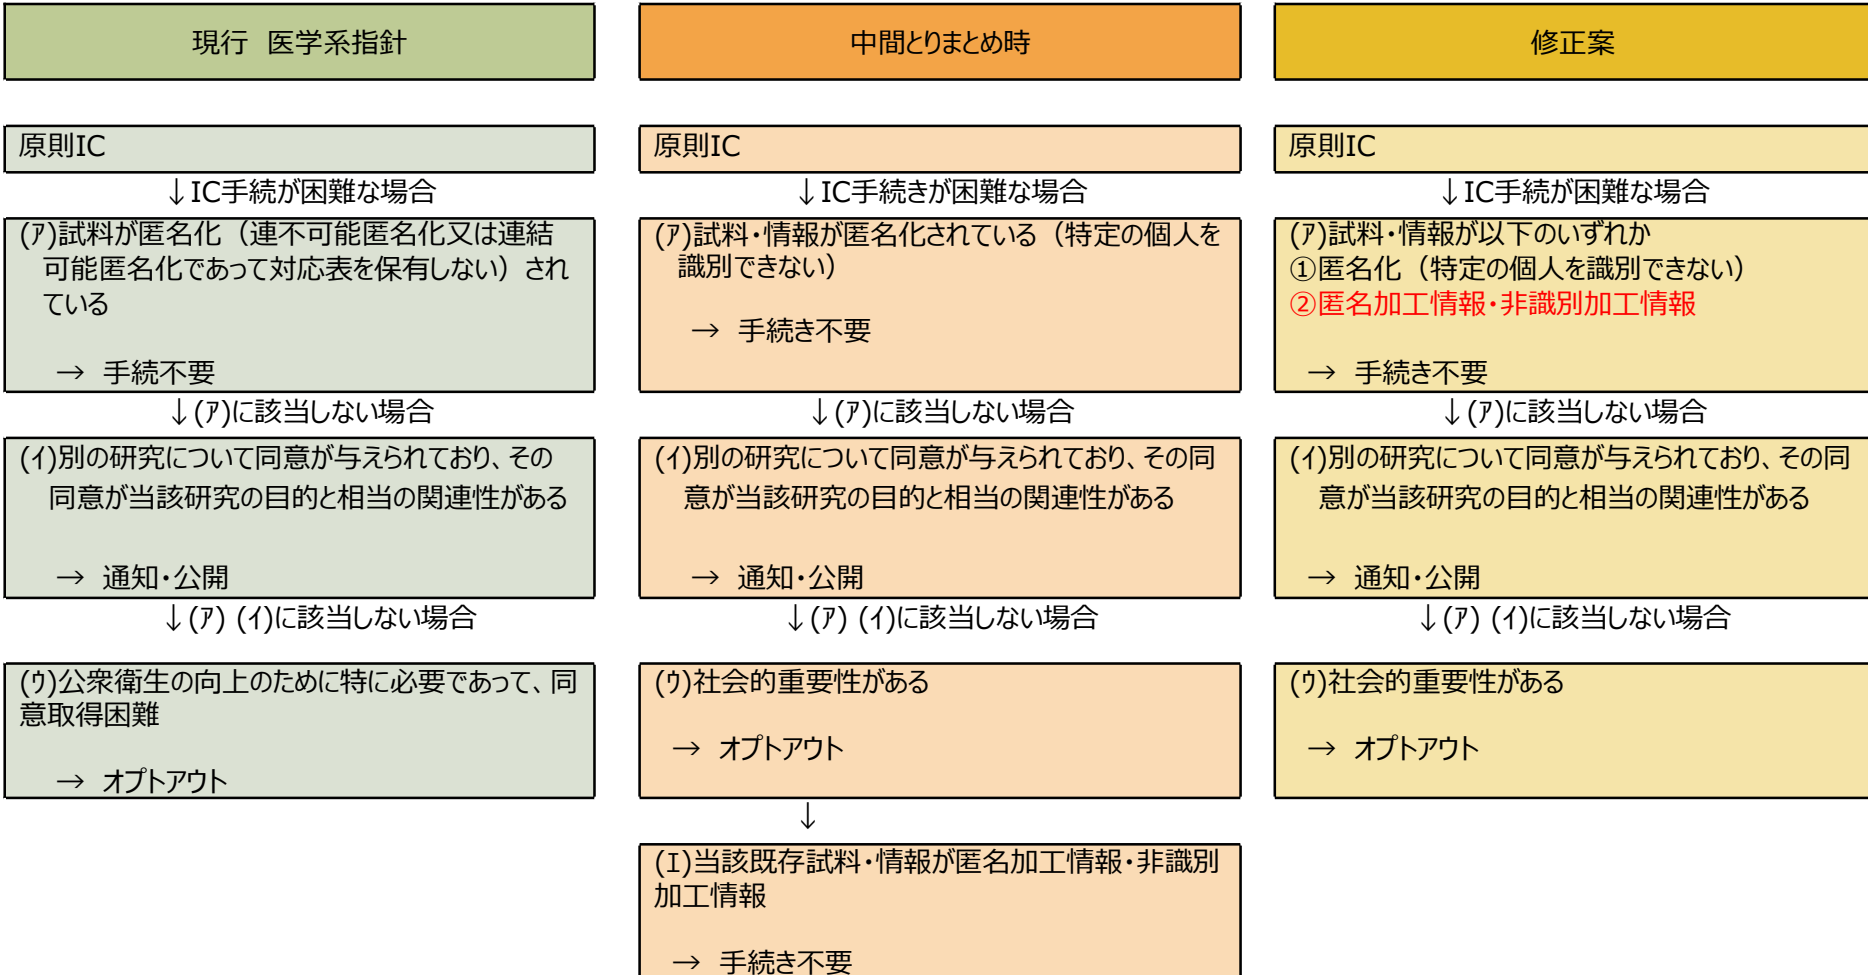 現行 医学系指針
原則IC
↓IC手続が困難な場合
(ｱ)試料が匿名化（連不可能匿名化又は連結
可能匿名化であって対応表を保有しない）され
ている
→ 手続不要
↓(ｱ)に該当しない場合
(ｲ)別の研究について同意が与えられており、その
同意が当該研究の目的と相当の関連性がある
→ 通知・公開
↓(ｱ) (ｲ)に該当しない場合
(ｳ)公衆衛生の向上のために特に必要であって、同
意取得困難
→ オプトアウト
中間とりまとめ時
原則IC
↓IC手続きが困難な場合
(ｱ)試料・情報が匿名化されている（特定の個人を
識別できない）
→ 手続き不要
↓(ｱ)に該当しない場合
(ｲ)別の研究について同意が与えられており、その同
意が当該研究の目的と相当の関連性がある
→ 通知・公開
↓(ｱ) (ｲ)に該当しない場合
(ｳ)社会的重要性がある
→ オプトアウト
↓
(ｴ)当該既存試料・情報が匿名加工情報・非識別
加工情報
→ 手続き不要
修正案
原則IC
↓IC手続が困難な場合
(ｱ)試料・情報が以下のいずれか
①匿名化（特定の個人を識別できない）
②匿名加工情報・非識別加工情報
→ 手続き不要
↓(ｱ)に該当しない場合
(ｲ)別の研究について同意が与えられており、その同
意が当該研究の目的と相当の関連性がある
→ 通知・公開
↓(ｱ) (ｲ)に該当しない場合
(ｳ)社会的重要性がある
→ オプトアウト